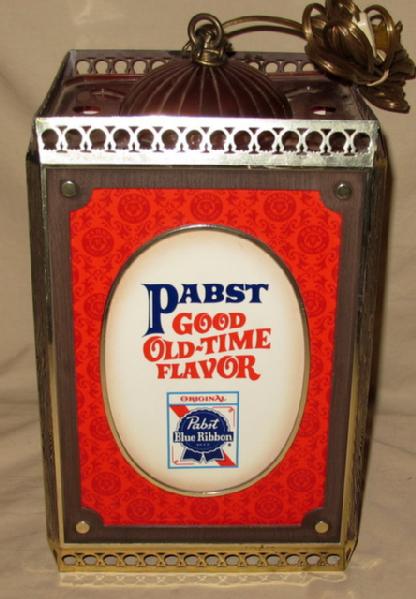 PABST
GOOD
OLD-TIME
FLAVOR
ORIGINAL
Pabst
Blue Ribbon